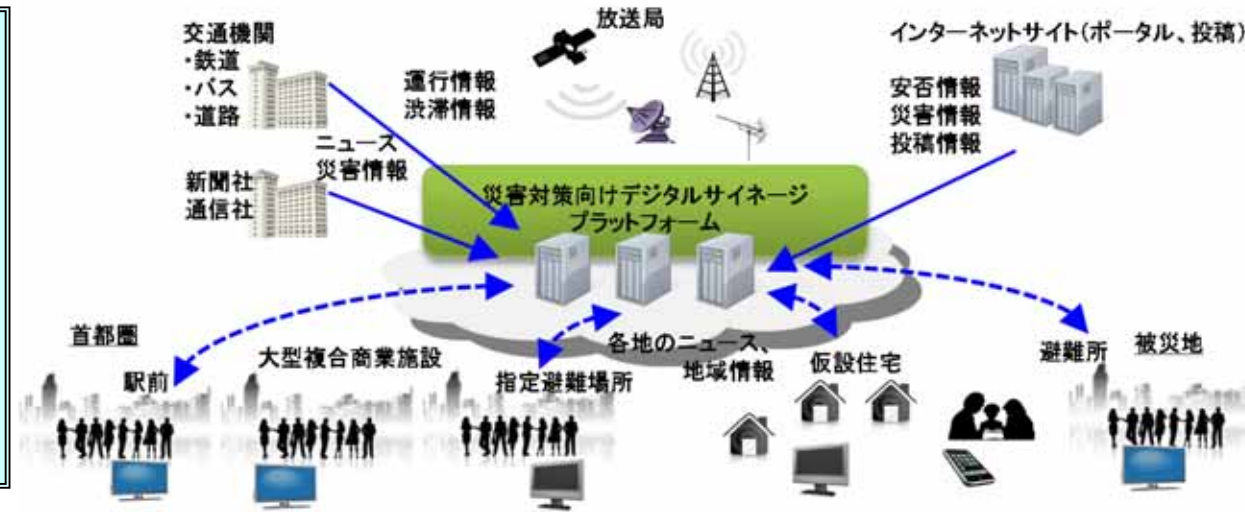 交通機関
・鉄道
・バス
・道路
運行情報
渋滞情報
放送局
インターネットサイト(ポータル、投稿)
安否情報
災害情報
投稿情報
ニュース
災害情報
新聞社
通信社
災害対策向けデジタルサイネージ
プラットフォーム
首都圏
駅前
大型複合商業施設
指定避難場所
各地のニュース、
地域情報
仮設住宅
避難所
被災地